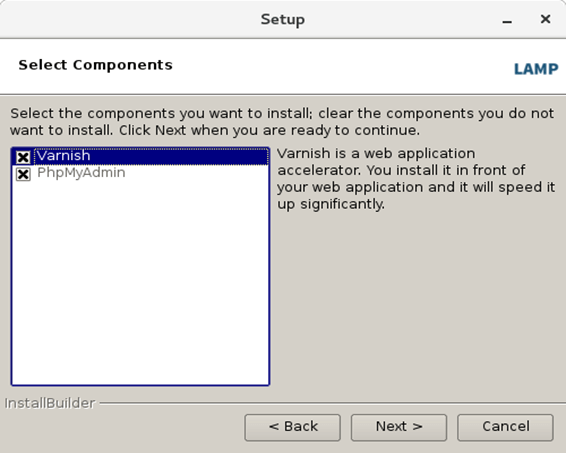 Setup
Select Components
LAMP
Select the components you want to install; clear the components you do not
want to install. Click Next when you are ready to continue.
Varnish
PhpMyAdmin
Varnish is a web application
accelerator. You install it in front of
your web application and it will speed it
up significantly.
InstallBuilder
< Back
Next >
Cancel